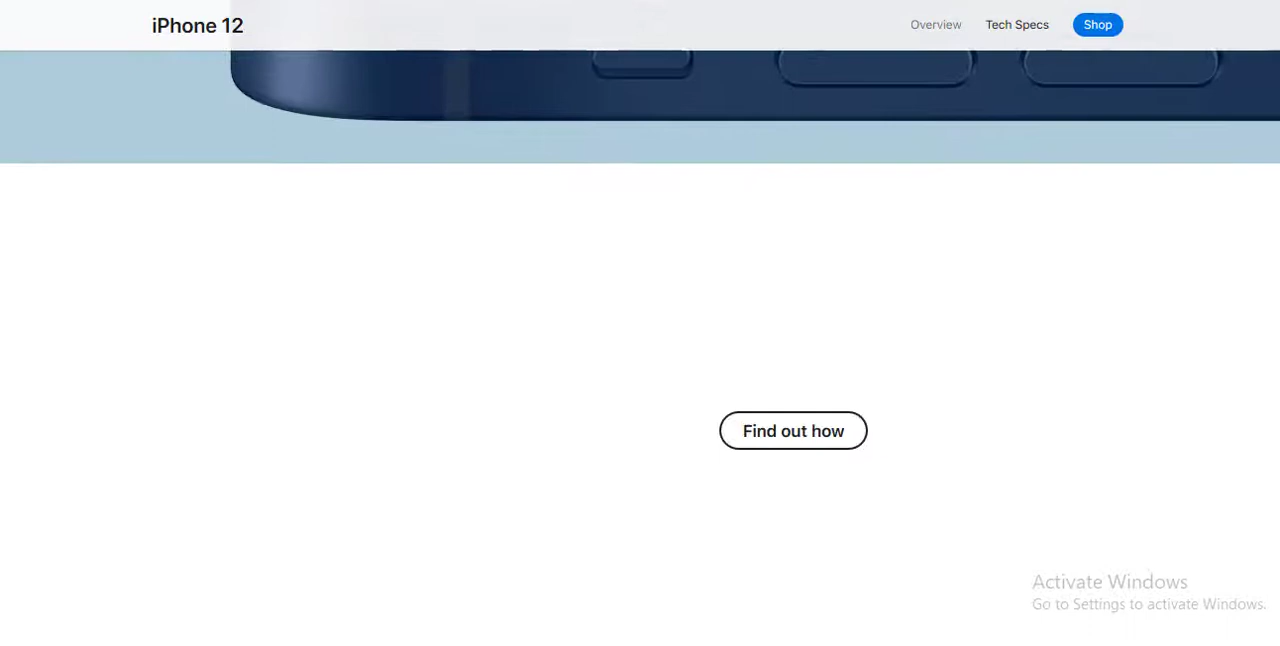 iPhone 12
Overview
Tech Specs
Shop
Find out how
Activate Windows
Go to Settings to activate Windows.